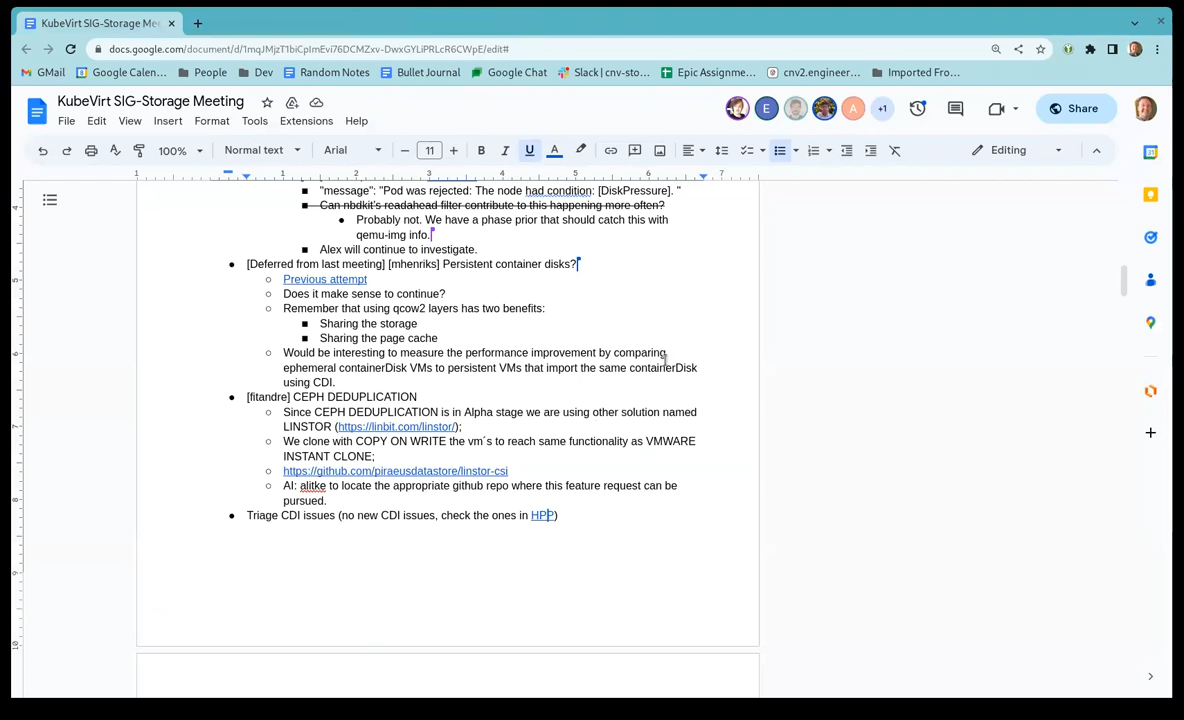 KubeVirt SIG-Storage Mee
docs.google.com/document/d/1mqJMjzT1biCpImEvi76DCMZxv-DwxGYLiPRLcR6CWpE/edit#
GMail
Google Calen...
People
Dev
Random Notes
Bullet Journal
Google Chat
Slack | cnv-sto...
Epic Assignme...
cnv2.engineer...
Imported Fro...
KubeVirt SIG-Storage Meeting
File Edit View Insert Format Tools Extensions Help
E
A
+1
Share
100%
Normal text
Arial
11
Editing
1 1 2 3 4 5 6 7
"message": "Pod was rejected: The node had condition: [DiskPressure]. "
Can nbdkit's readahead filter contribute to this happening more often?
Probably not. We have a phase prior that should catch this with
qemu-img info.
Alex will continue to investigate.
[Deferred from last meeting] [mhenriks] Persistent container disks?
Previous attempt
Does it make sense to continue?
Remember that using qcow2 layers has two benefits:
Sharing the storage
Sharing the page cache
Would be interesting to measure the performance improvement by comparing
ephemeral containerDisk VMs to persistent VMs that import the same containerDisk
using CDI.
[fitandre] CEPH DEDUPLICATION
Since CEPH DEDUPLICATION is in Alpha stage we are using other solution named
LINSTOR (https://linbit.com/linstor/);
We clone with COPY ON WRITE the vm´s to reach same functionality as VMWARE
INSTANT CLONE;
https://github.com/piraeusdatastore/linstor-csi
AI: alitke to locate the appropriate github repo where this feature request can be
pursued.
Triage CDI issues (no new CDI issues, check the ones in HPP)